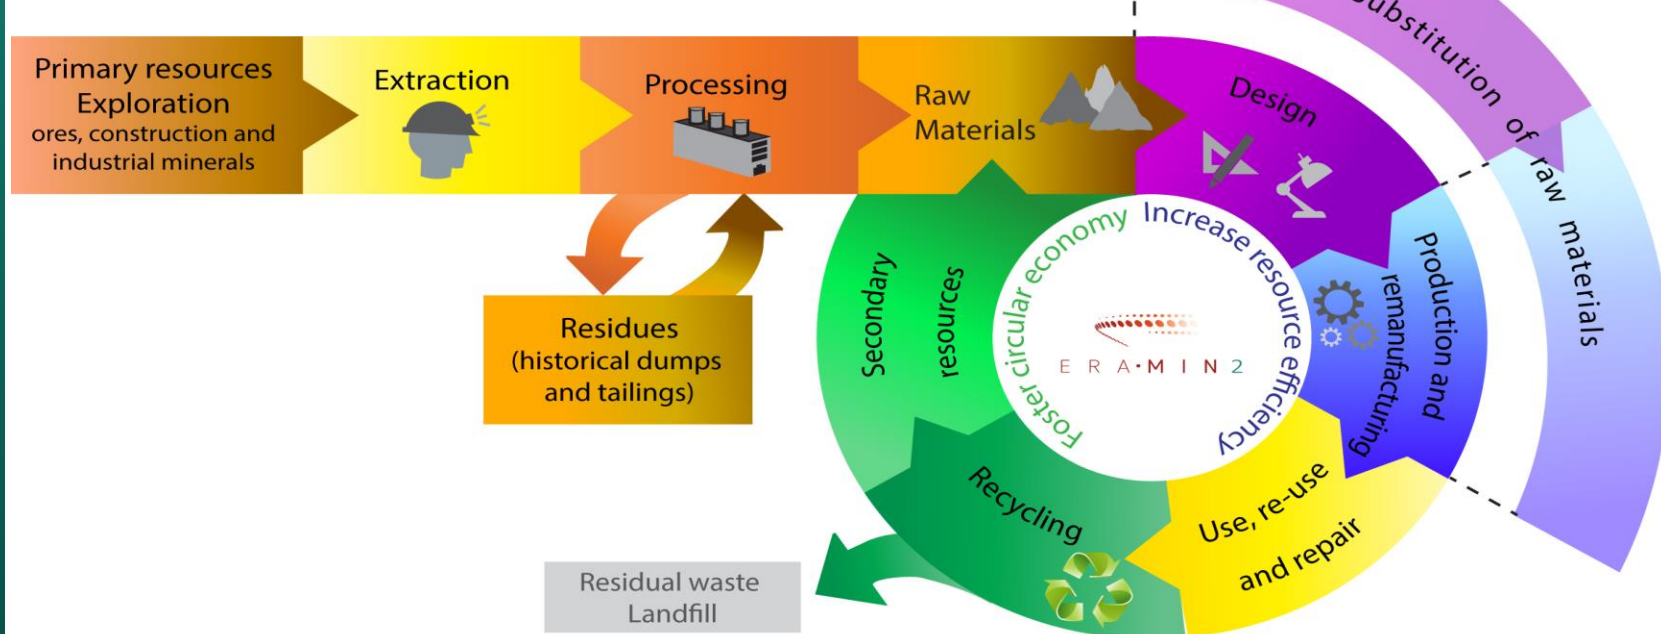 Primary resources
Exploration
ores, construction and
industrial minerals
Extraction
Processing
Raw
Materials
Design
Substitution of raw materials
Production and
remanufacturing
Use, re-use
and repair
Recycling
Secondary
resources
Foster circular economy
Increase resource efficiency
ERA·MIN2
Residues
(historical dumps
and tailings)
Residual waste
Landfill